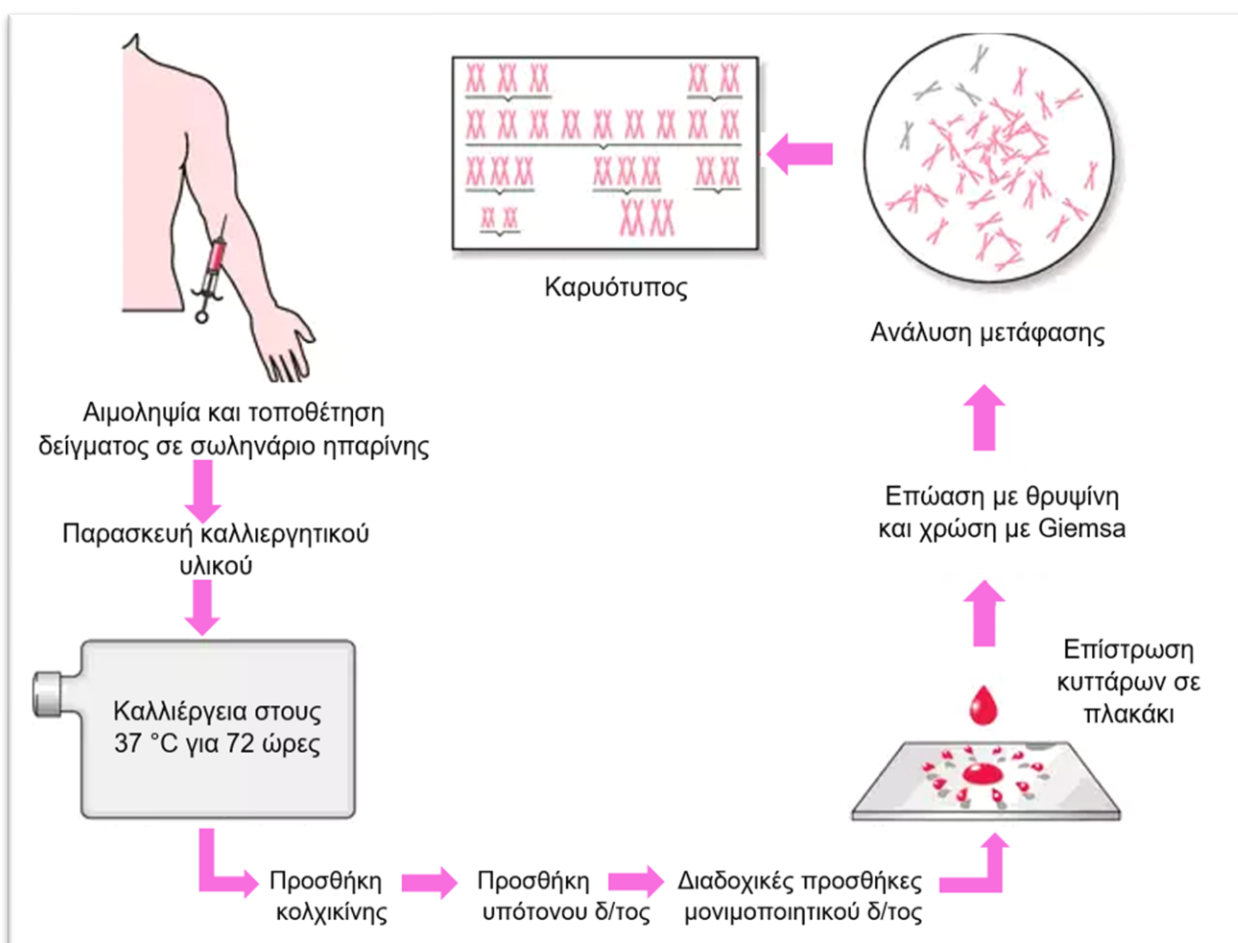 Αιμοληψία και τοποθέτηση
δείγματος σε σωληνάριο ηπαρίνης
Παρασκευή καλλιεργητικού
υλικού
Καλλιέργεια στους
37 °C για 72 ώρες
Προσθήκη
κολχικίνης
Προσθήκη
υπότονου δ/τος
Διαδοχικές προσθήκες
μονιμοποιητικού δ/τος
Επίστρωση
κυττάρων σε
πλακάκι
Επώαση με θρυψίνη
και χρώση με Giemsa
Ανάλυση μετάφασης
Καρυότυπος